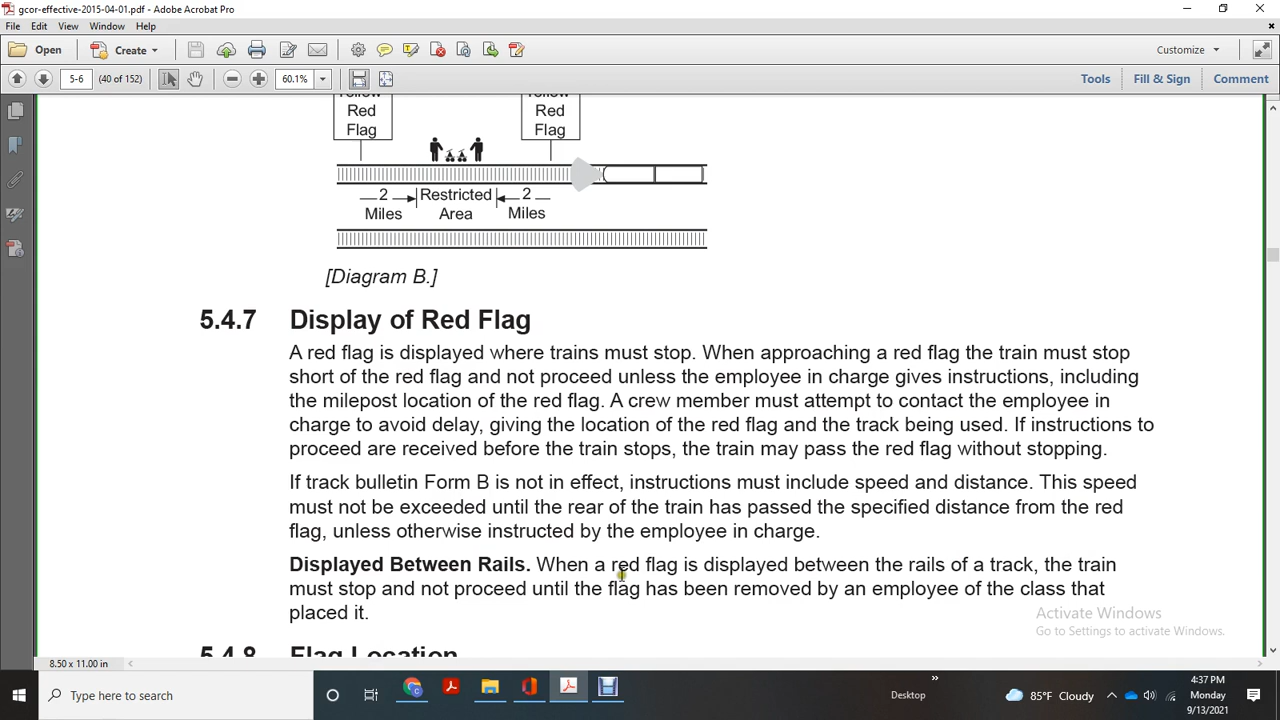 gcor-effective-2015-04-01.pdf - Adobe Acrobat Pro
File Edit View Window Help
Open Create Customize
5-6 (40 of 152) 60.1% Tools Fill & Sign Comment
Yellow Yellow
Red Red
Flag Flag
2 Restricted 2
Miles Area Miles
[Diagram B.]
5.4.7 Display of Red Flag
A red flag is displayed where trains must stop. When approaching a red flag the train must stop
short of the red flag and not proceed unless the employee in charge gives instructions, including
the milepost location of the red flag. A crew member must attempt to contact the employee in
charge to avoid delay, giving the location of the red flag and the track being used. If instructions to
proceed are received before the train stops, the train may pass the red flag without stopping.
If track bulletin Form B is not in effect, instructions must include speed and distance. This speed
must not be exceeded until the rear of the train has passed the specified distance from the red
flag, unless otherwise instructed by the employee in charge.
Displayed Between Rails. When a red flag is displayed between the rails of a track, the train
must stop and not proceed until the flag has been removed by an employee of the class that
placed it.
Activate Windows
Go to Settings to activate Windows.
5.4.8 Flag Location
8.50 x 11.00 in
Type here to search
Desktop
85°F Cloudy
4:37 PM
Monday
9/13/2021